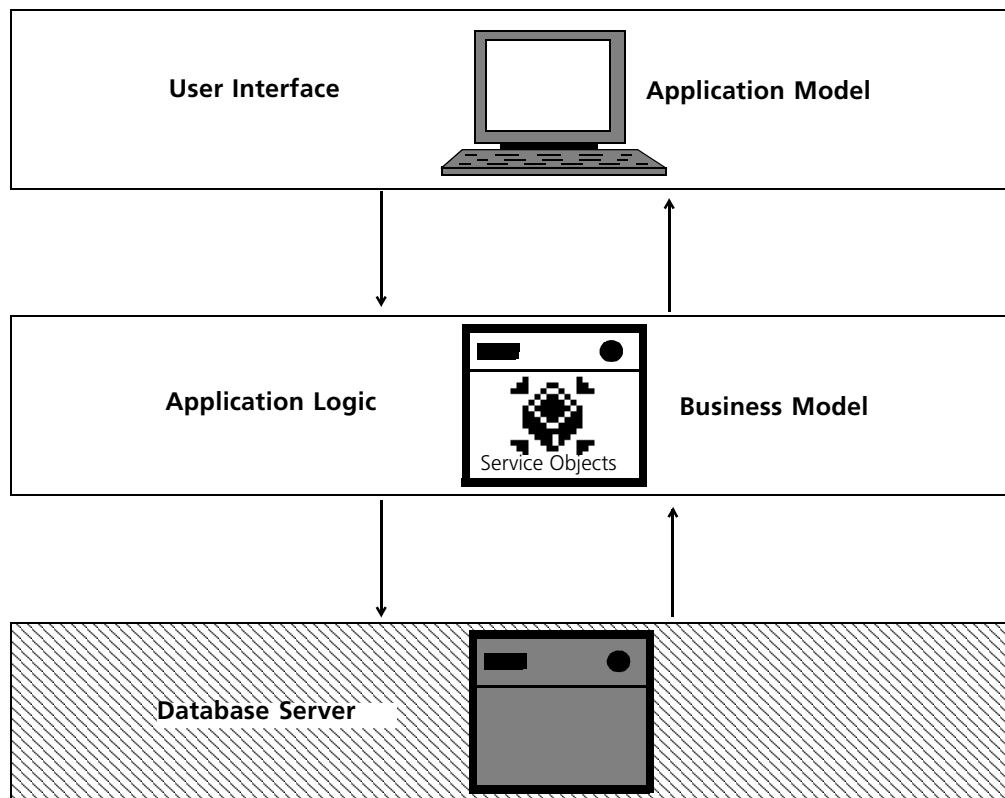 User Interface
Application Model
Application Logic
Service Objects
Business Model
Database Server